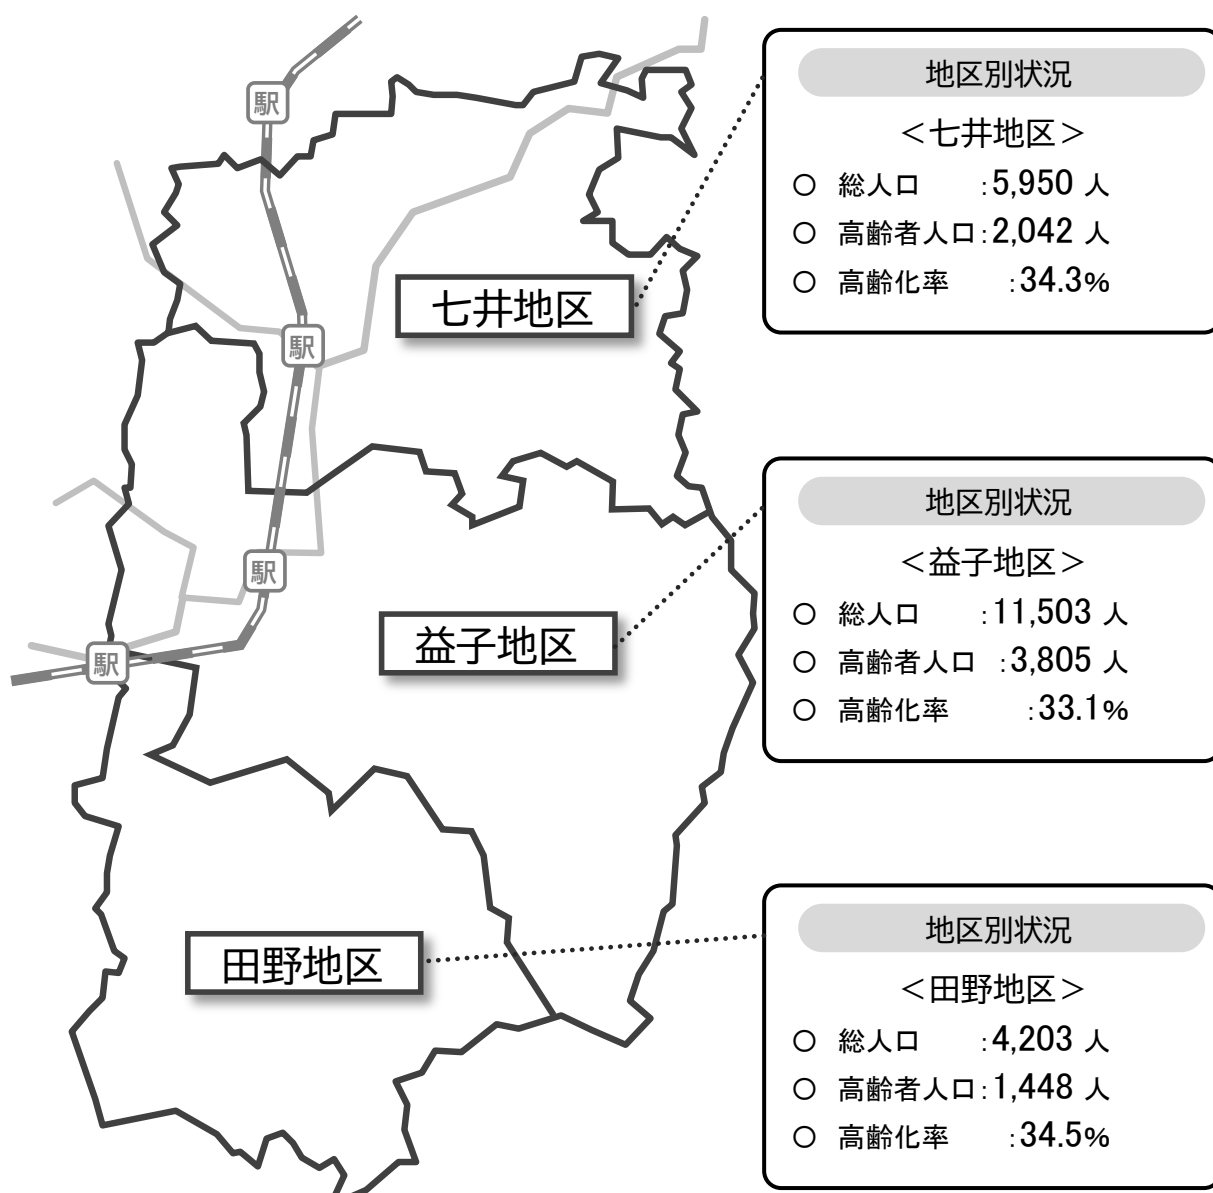 駅
駅
駅
駅
七井地区
益子地区
田野地区
地区別状況
＜七井地区＞
○ 総人口 :5,950 人
○ 高齢者人口:2,042 人
○ 高齢化率 :34.3%
地区別状況
＜益子地区＞
○ 総人口 :11,503 人
○ 高齢者人口 :3,805 人
○ 高齢化率 :33.1%
地区別状況
＜田野地区＞
○ 総人口 :4,203 人
○ 高齢者人口:1,448 人
○ 高齢化率 :34.5%